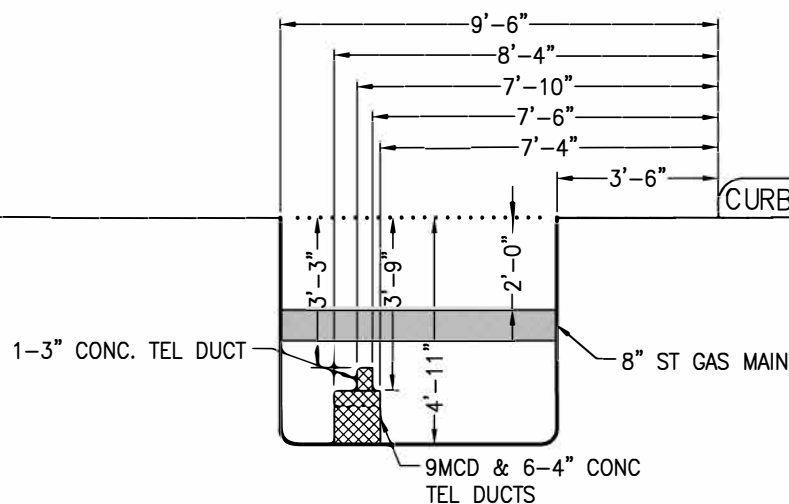 9'-6"
8'-4"
7'-10"
7'-6"
7'-4"
3'-6"
CURB
3'-3"
3'-9"
2'-0"
4'-11"
1-3" CONC. TEL DUCT
8" ST GAS MAIN
9MCD & 6-4" CONC
TEL DUCTS